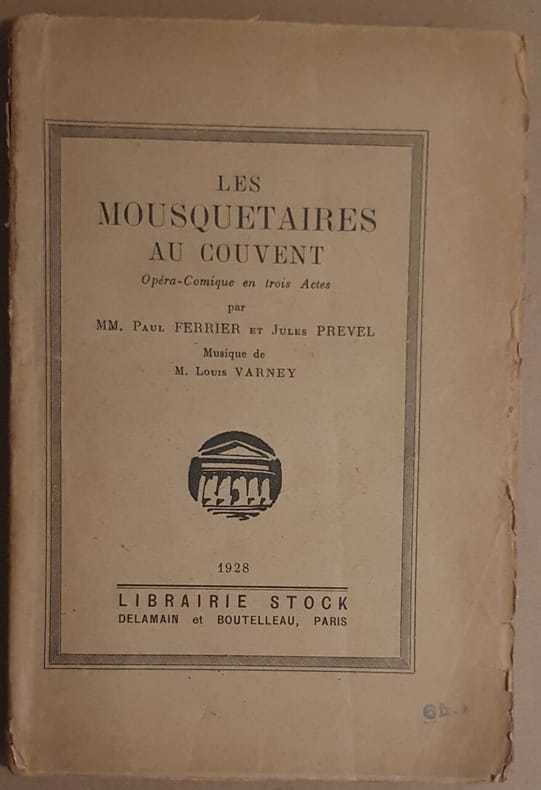 LES
MOUSQUETAIRES
AU COUVENT
Opéra-Comique en trois Actes
par
MM. PAUL FERRIER ET JULES PREVEL
Musique de
M. LOUIS VARNEY
1928
LIBRAIRIE STOCK
DELAMAIN et BOUTELLEAU, PARIS